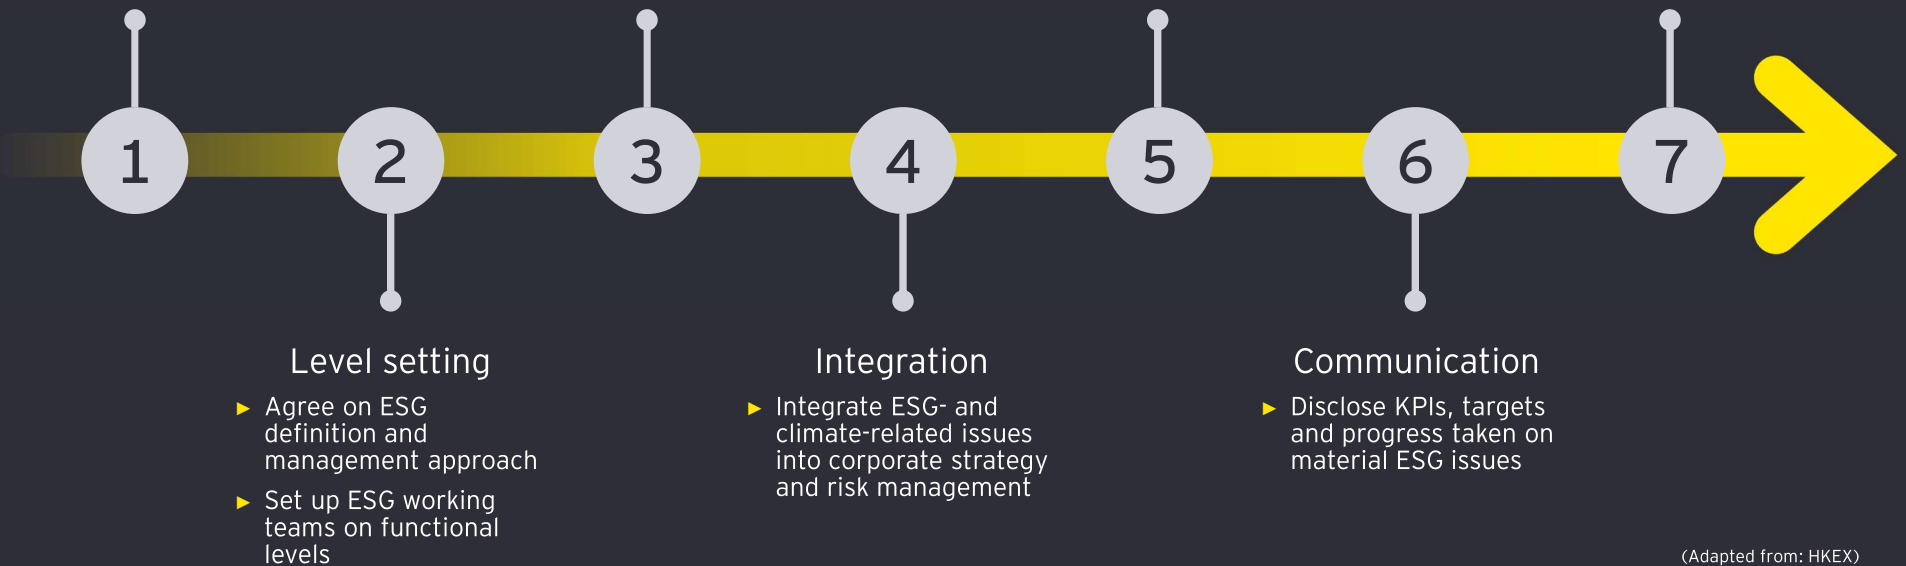 1
2
3
4
5
6
7
Level setting
► Agree on ESG
definition and
management approach
► Set up ESG working
teams on functional
levels
Integration
► Integrate ESG- and
climate-related issues
into corporate strategy
and risk management
Communication
► Disclose KPIs, targets
and progress taken on
material ESG issues
(Adapted from: HKEX)